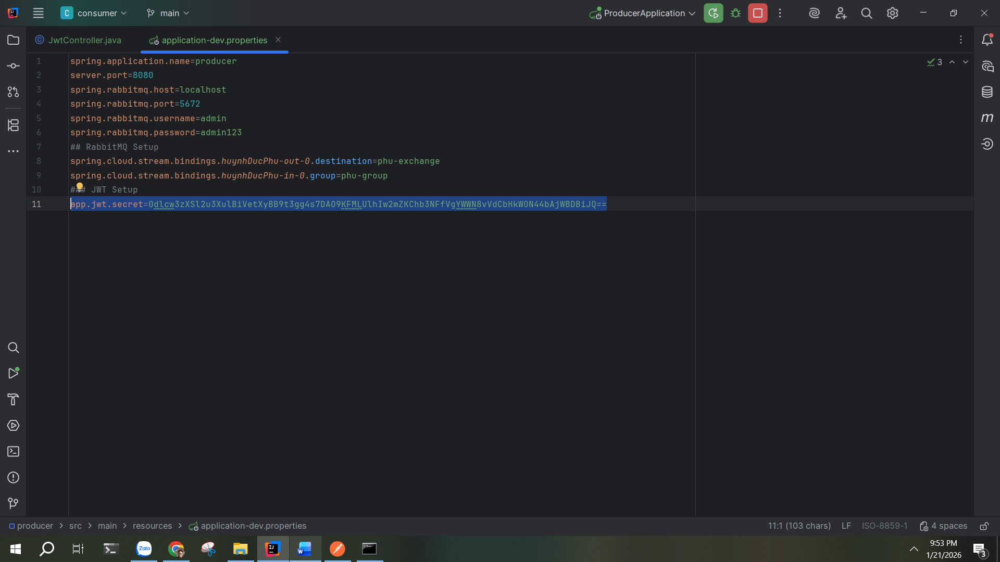 consumer
main
ProducerApplication
JwtController.java
application-dev.properties
3
1 spring.application.name=producer
2 server.port=8080
3 spring.rabbitmq.host=localhost
4 spring.rabbitmq.port=5672
5 spring.rabbitmq.username=admin
6 spring.rabbitmq.password=admin123
7 ## RabbitMQ Setup
8 spring.cloud.stream.bindings.huynhDucPhu-out-0.destination=phu-exchange
9 spring.cloud.stream.bindings.huynhDucPhu-in-0.group=phu-group
10 ### JWT Setup
11 app.jwt.secret=0dlcw3zXSl2u3XulBiVetXyBB9t3gg4s7DAO9KFMLUlhIw2mZKChb3NFfVgYWWN8vVdCbHkWON44bAjWBDBiJQ==
producer > src > main > resources > application-dev.properties
11:1 (103 chars)
LF
ISO-8859-1
4 spaces
Zalo
9:53 PM
1/21/2026
3